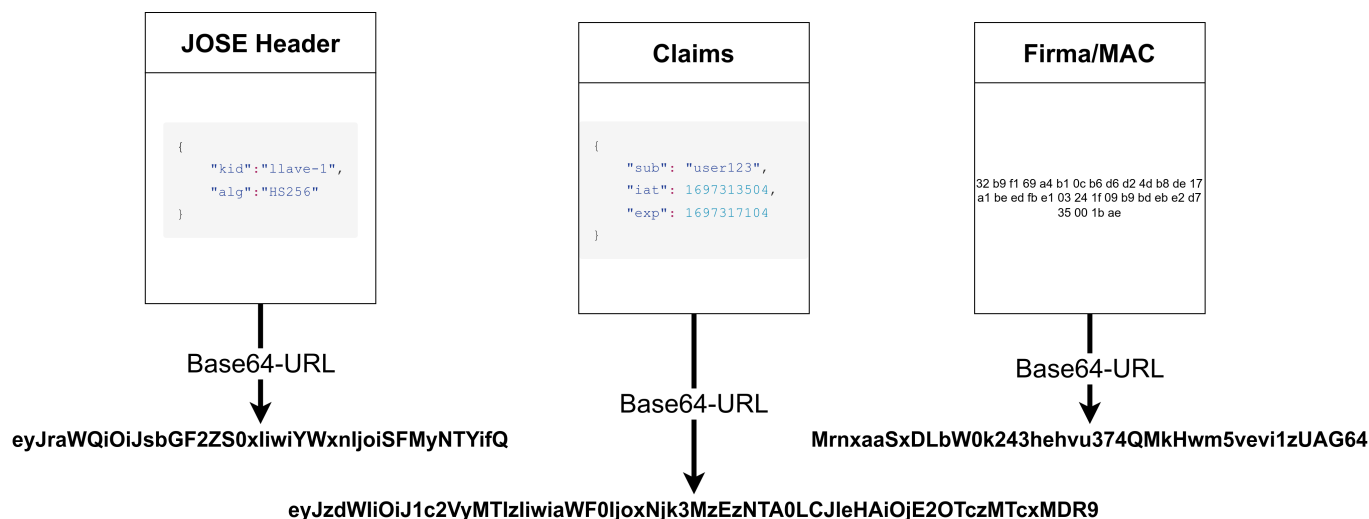 JOSE Header
{
"kid":"llave-1",
"alg":"HS256"
}
Base64-URL
eyJraWQiOiJsbGF2ZS0xIiwiYWxnIjoiSFMyNTYifQ
Claims
{
"sub": "user123",
"iat": 1697313504,
"exp": 1697317104
}
Base64-URL
eyJzdWIiOiJ1c2VyMTIzIiwiaWF0IjoxNjk3MzEzNTA0LCJleHAiOjE2OTczMTcxMDR9
Firma/MAC
32 b9 f1 69 a4 b1 0c b6 d6 d2 4d b8 de 17
a1 be ed fb e1 03 24 1f 09 b9 bd eb e2 d7
35 00 1b ae
Base64-URL
MrnxaaSxDLbW0k243hehvu374QMkHwm5vevi1zUAG64